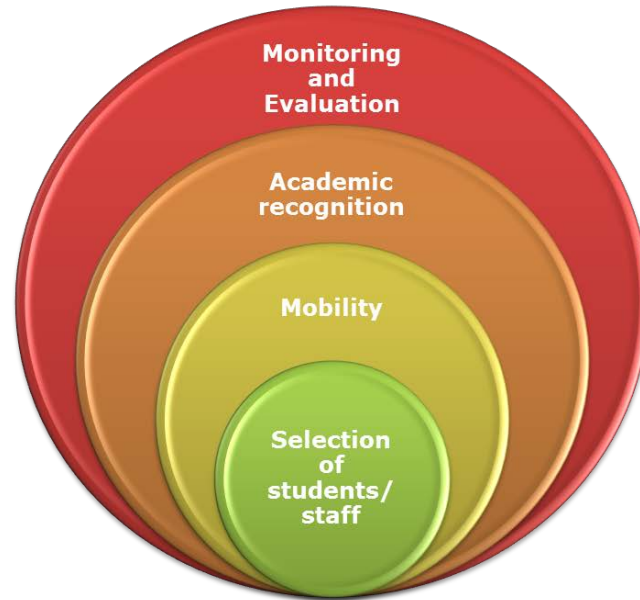 Monitoring
and
Evaluation
Academic
recognition
Mobility
Selection
of
students/
staff